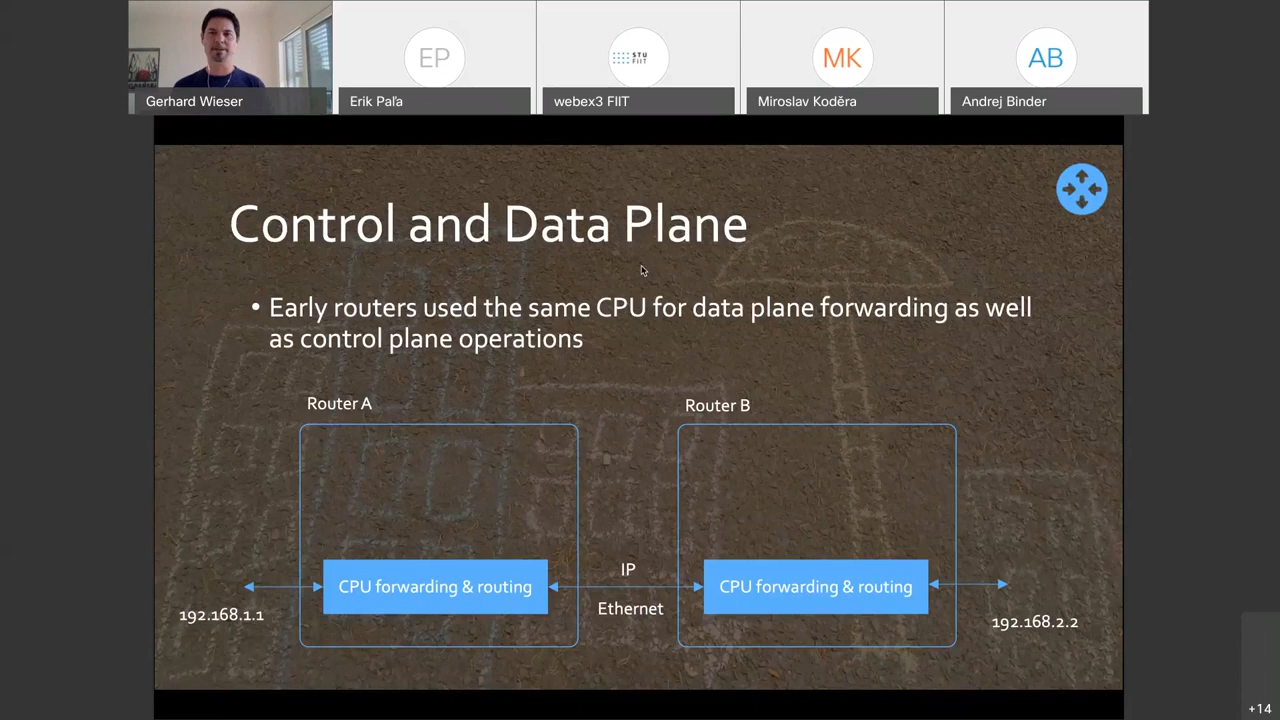 EP
STU
FIIT
MK
AB
Gerhard Wieser
Erik Paľa
webex3 FIIT
Miroslav Koděra
Andrej Binder
Control and Data Plane
• Early routers used the same CPU for data plane forwarding as well
as control plane operations
Router A
Router B
CPU forwarding & routing
IP
Ethernet
CPU forwarding & routing
192.168.1.1
192.168.2.2
+14